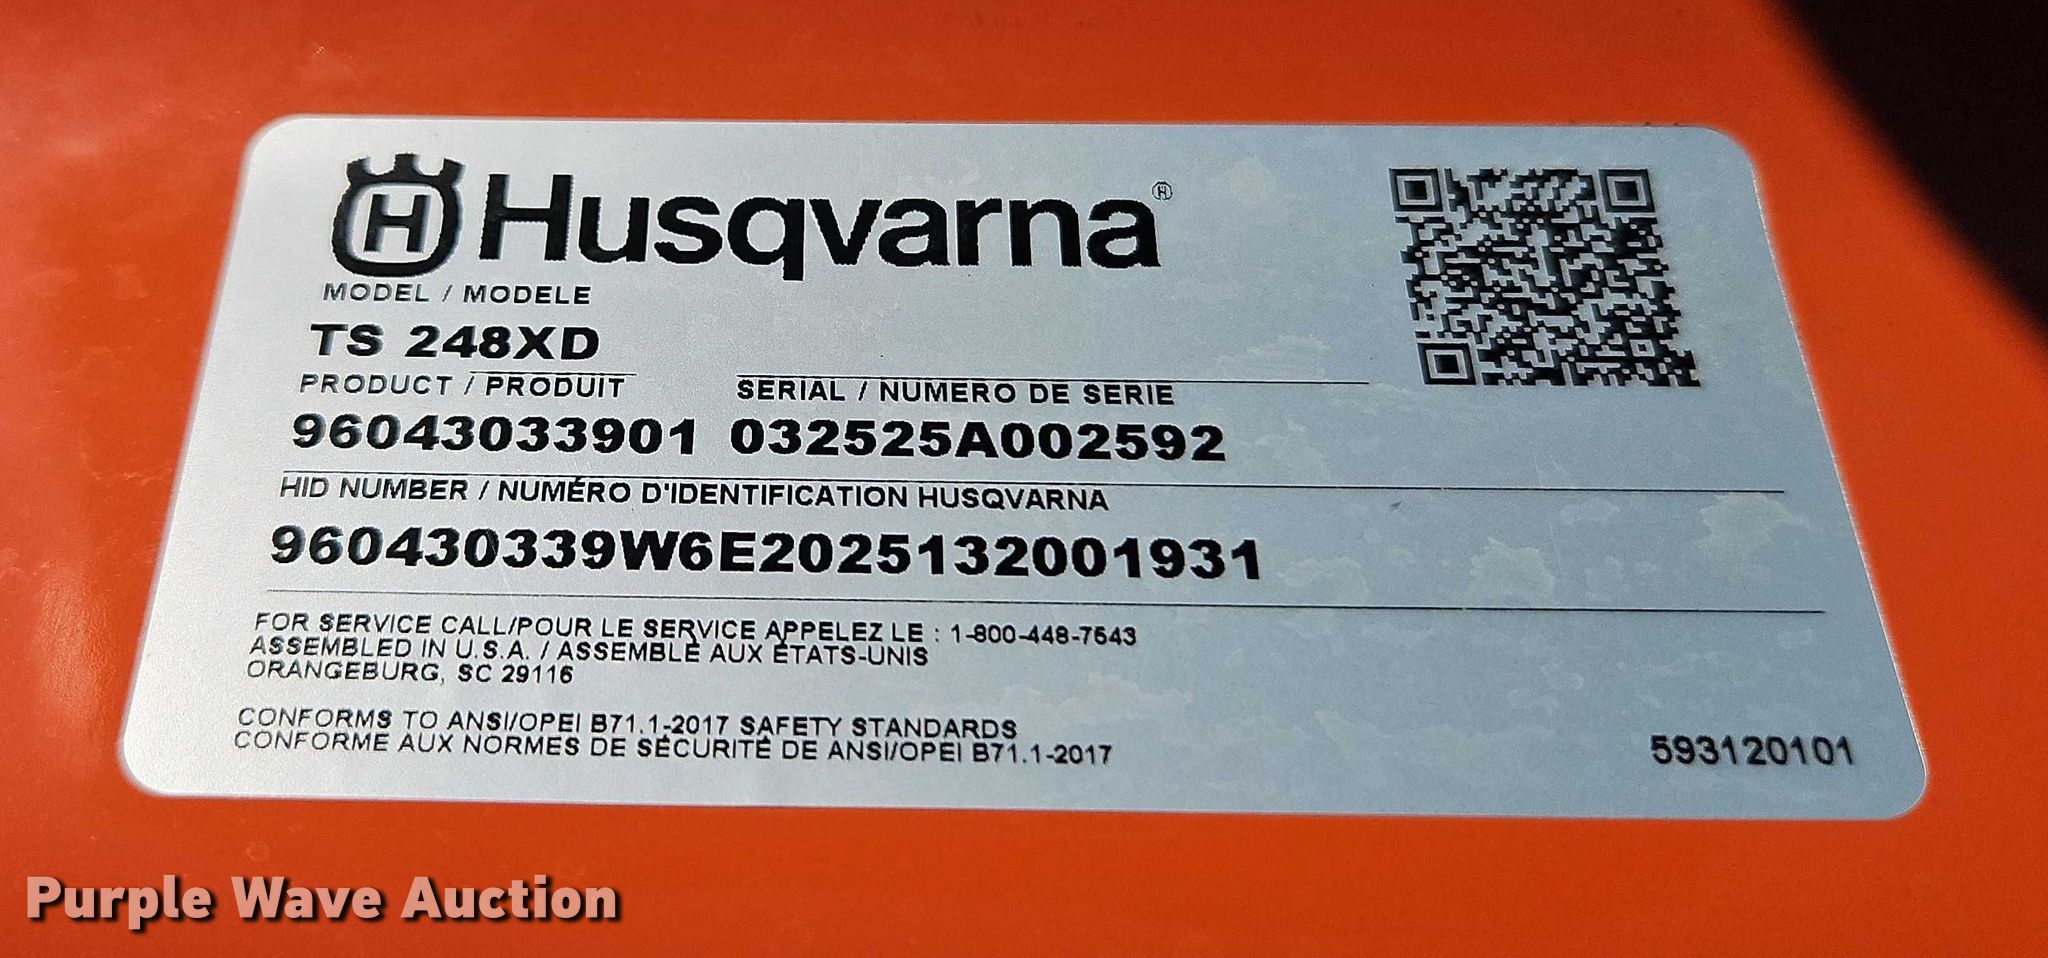 Husqvarna®
MODEL / MODELE
TS 248XD
PRODUCT / PRODUIT
SERIAL / NUMERO DE SERIE
96043033901 032525A002592
HID NUMBER / NUMÉRO D'IDENTIFICATION HUSQVARNA
960430339W6E2025132001931
FOR SERVICE CALL/POUR LE SERVICE APPELEZ LE : 1-800-448-7543
ASSEMBLED IN U.S.A. / ASSEMBLÉ AUX ÉTATS-UNIS
ORANGEBURG, SC 29116
CONFORMS TO ANSI/OPEI B71.1-2017 SAFETY STANDARDS
CONFORME AUX NORMES DE SÉCURITÉ DE ANSI/OPEI B71.1-2017
593120101
Purple Wave Auction